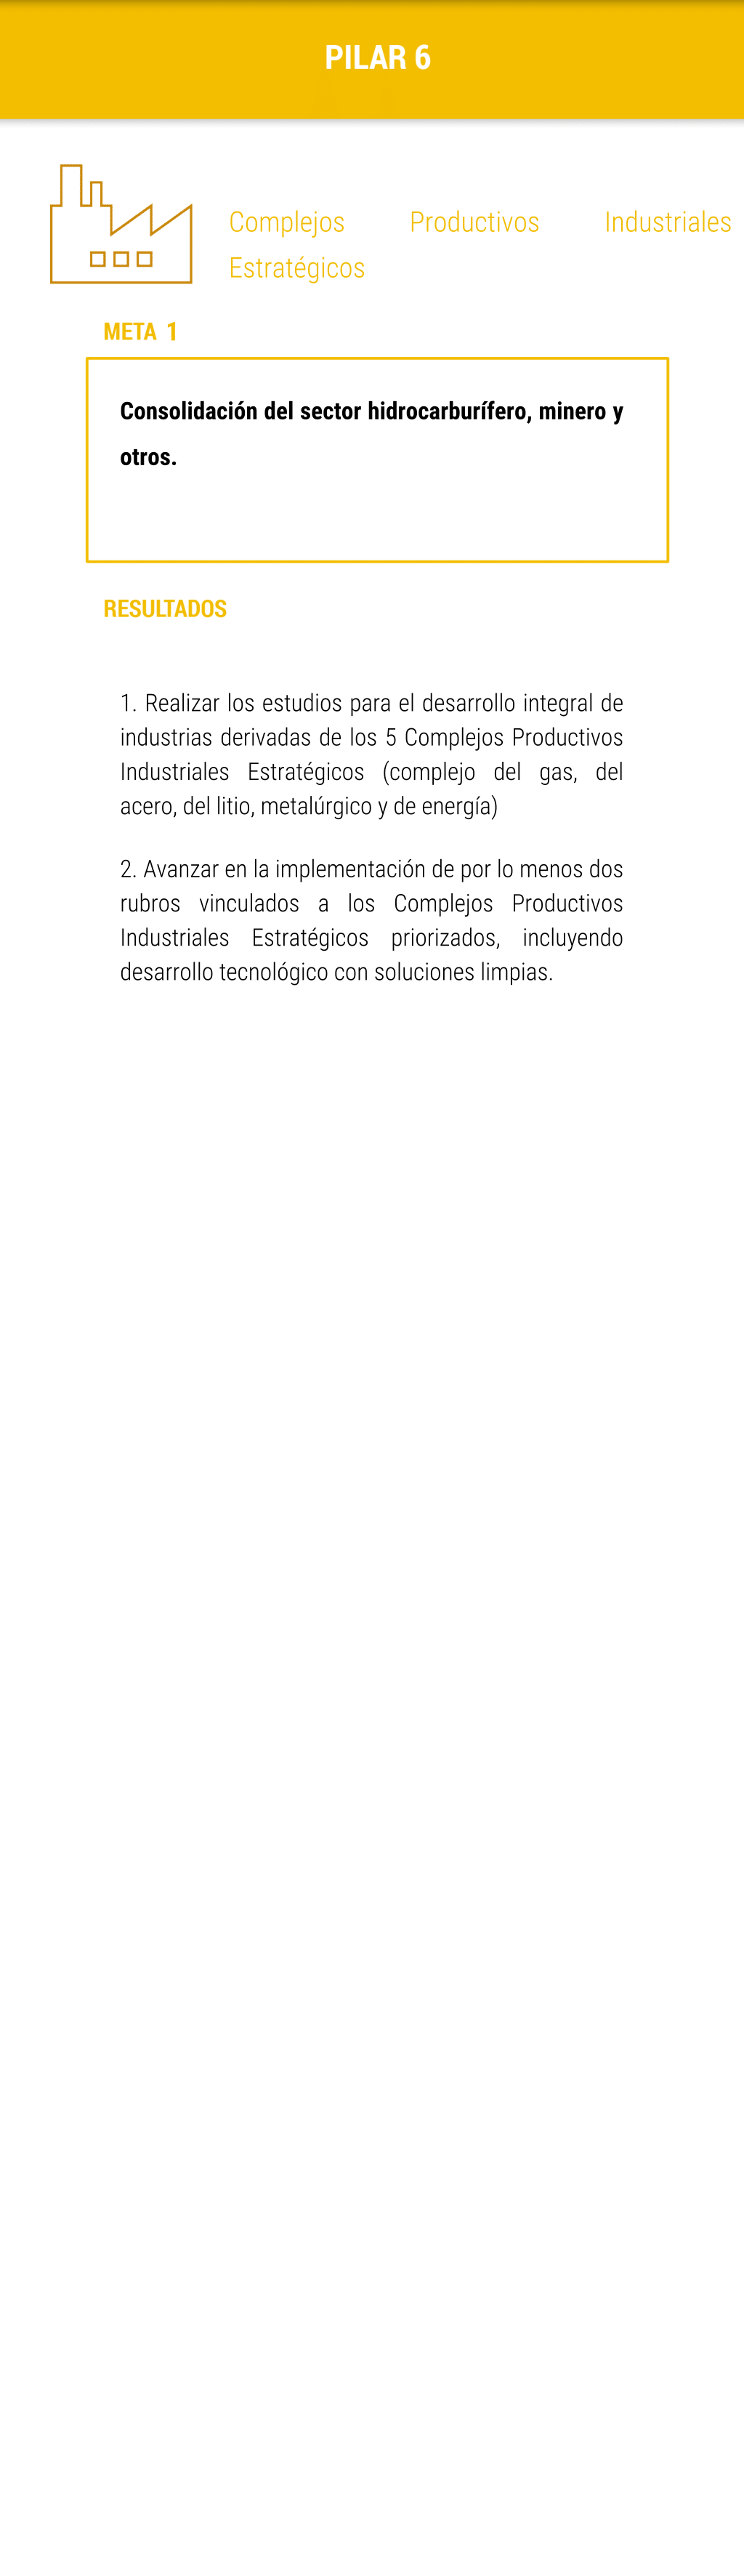 PILAR 6
Complejos Productivos Industriales
Estratégicos
META 1
Consolidación del sector hidrocarburífero, minero y
otros.
RESULTADOS
1. Realizar los estudios para el desarrollo integral de
industrias derivadas de los 5 Complejos Productivos
Industriales Estratégicos (complejo del gas, del
acero, del litio, metalúrgico y de energía)
2. Avanzar en la implementación de por lo menos dos
rubros vinculados a los Complejos Productivos
Industriales Estratégicos priorizados, incluyendo
desarrollo tecnológico con soluciones limpias.